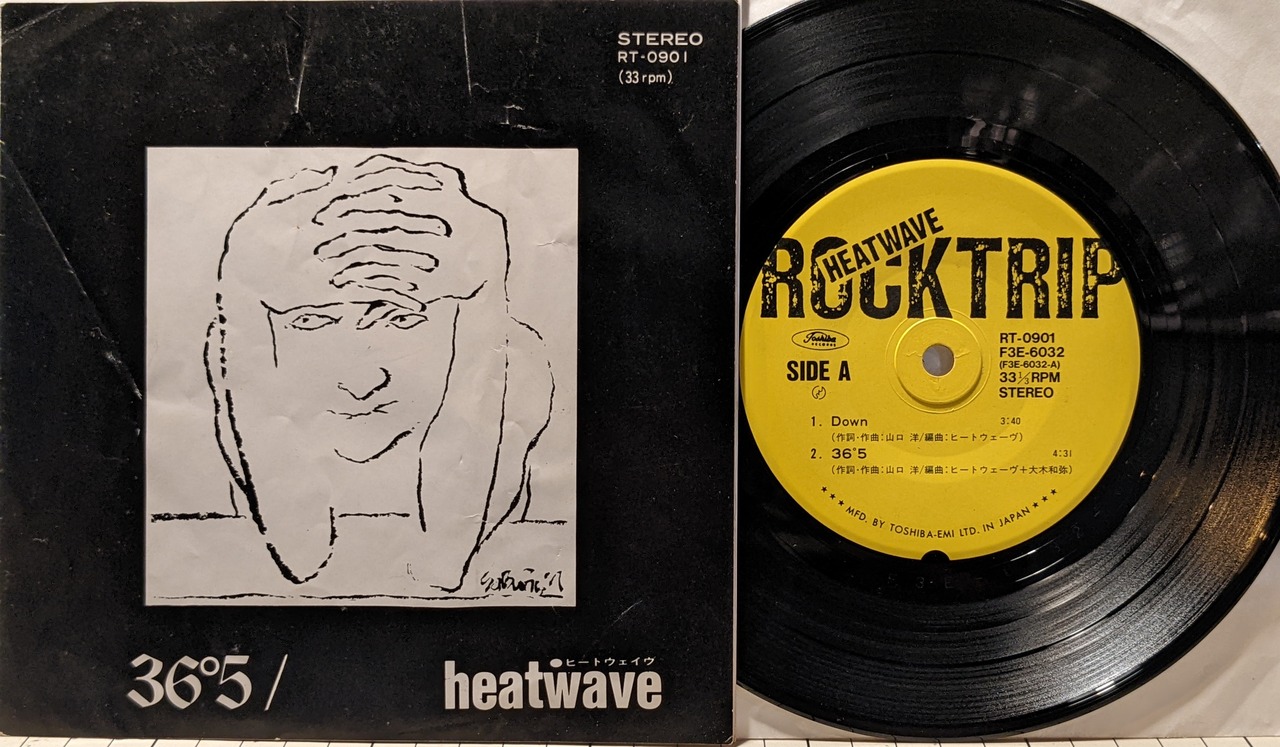 STEREO
RT-0901
(33rpm)
36°5/
ヒートウェイヴ
heatwave
HEATWAVE
ROCKTRIP
Toshiba
RECORDS
SIDE A
RT-0901
F3E-6032
(F3E-6032-A)
33⅓RPM
STEREO
1. Down 3:40
(作詞・作曲:山口 洋/編曲:ヒートウェーヴ)
2. 36°5 4:31
(作詞・作曲:山口 洋/編曲:ヒートウェーヴ+大木和弥)
★★★ MFD. BY TOSHIBA-EMI LTD. IN JAPAN ★★★